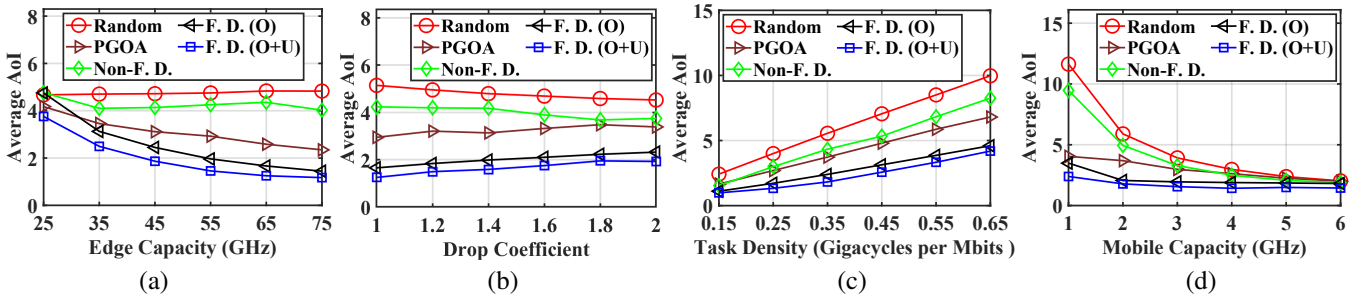 Average AoI
8
6
4
2
0
Random
PGOA
Non-F. D.
F. D. (O)
F. D. (O+U)
25 35 45 55 65 75
Edge Capacity (GHz)
(a)
Average AoI
8
6
4
2
0
Random
PGOA
Non-F. D.
F. D. (O)
F. D. (O+U)
1 1.2 1.4 1.6 1.8 2
Drop Coefficient
(b)
Average AoI
15
10
5
0
Random
PGOA
Non-F. D.
F. D. (O)
F. D. (O+U)
0.15 0.25 0.35 0.45 0.55 0.65
Task Density (Gigacycles per Mbits )
(c)
Average AoI
15
10
5
0
Random
PGOA
Non-F. D.
F. D. (O)
F. D. (O+U)
1 2 3 4 5 6
Mobile Capacity (GHz)
(d)